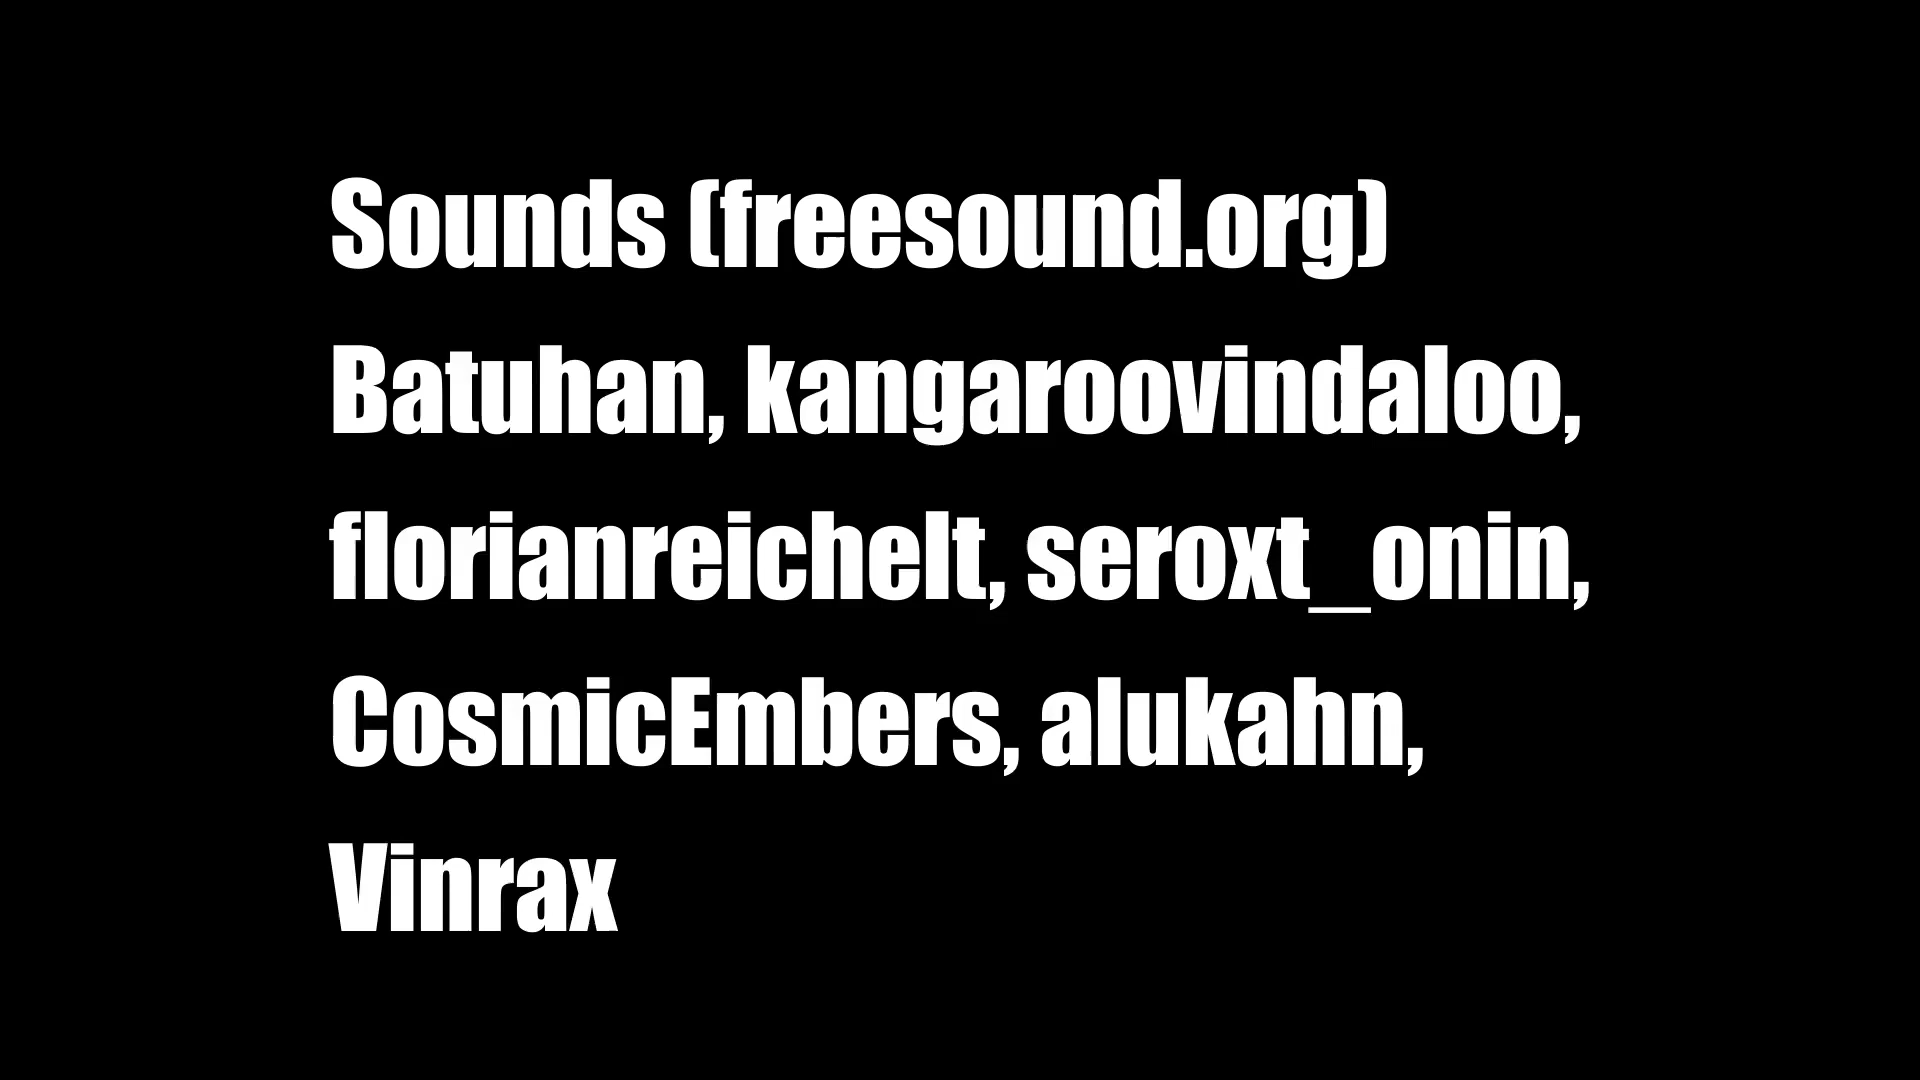 Sounds (freesound.org)
Batuhan, kangaroovindaloo,
florianreichelt, seroxt_onin,
CosmicEmbers, alukahn,
Vinrax